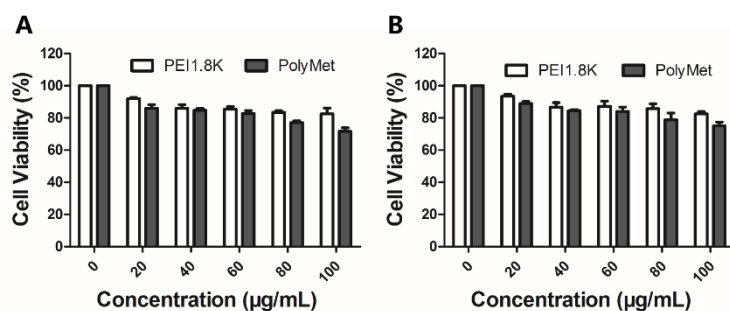 A
Cell Viability (%)
120
100
80
60
40
20
0
PEI1.8K PolyMet
0 20 40 60 80 100
Concentration (µg/mL)
B
Cell Viability (%)
120
100
80
60
40
20
0
PEI1.8K PolyMet
0 20 40 60 80 100
Concentration (µg/mL)